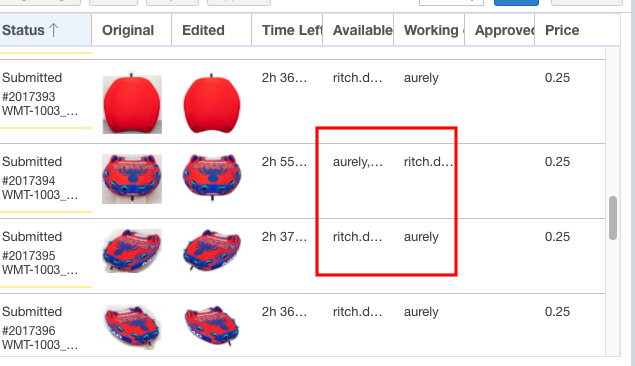 Status ↑ Original Edited Time Left Available Working Approved Price
Submitted
#2017393
WMT-1003_...
2h 36... ritch.d... aurely 0.25
Submitted
#2017394
WMT-1003_...
2h 55... aurely,... ritch.d... 0.25
Submitted
#2017395
WMT-1003_...
2h 37... ritch.d... aurely 0.25
Submitted
#2017396
WMT-1003_...
2h 36... ritch.d... aurely 0.25